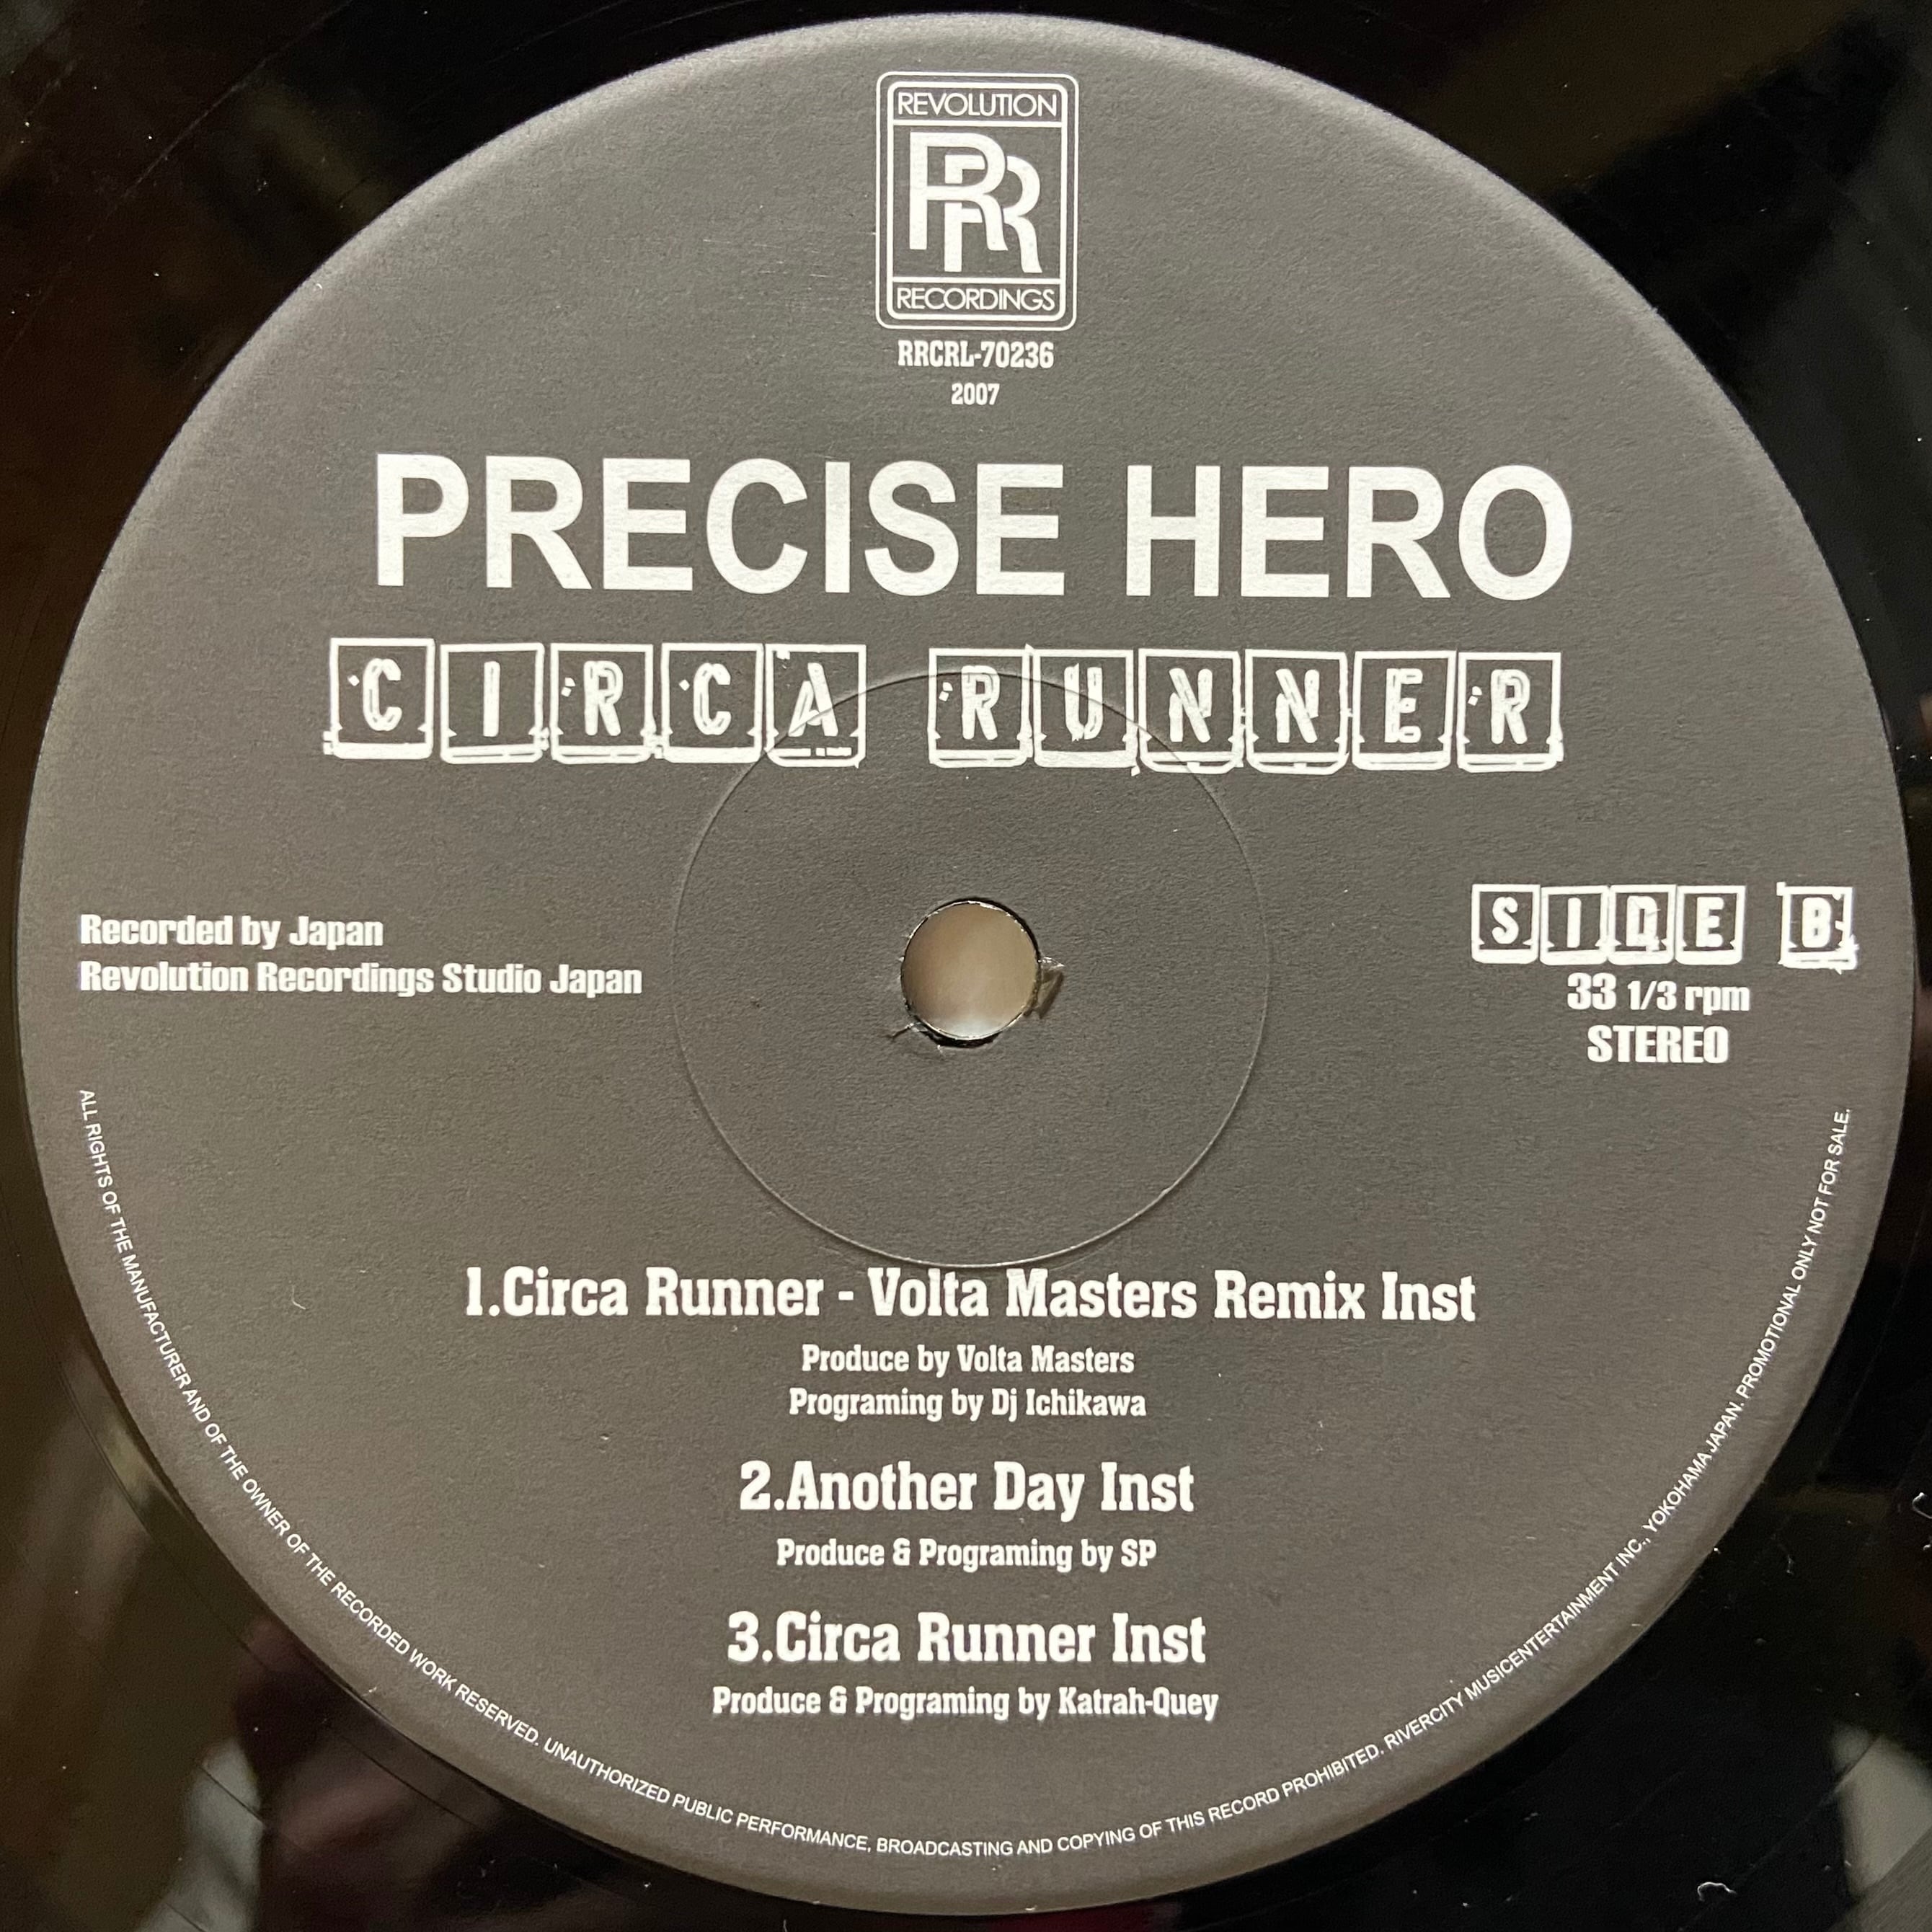 REVOLUTION
RR
RECORDINGS
RRCRL-70236
2007
PRECISE HERO
CIRCA RUNNER
Recorded by Japan
Revolution Recordings Studio Japan
SIDE B
33 1/3 rpm
STEREO
1.Circa Runner - Volta Masters Remix Inst
Produce by Volta Masters
Programing by Dj Ichikawa
2.Another Day Inst
Produce & Programing by SP
3.Circa Runner Inst
Produce & Programing by Katrah-Quey
ALL RIGHTS OF THE MANUFACTURER AND OF THE OWNER OF THE RECORDED WORK RESERVED. UNAUTHORIZED PUBLIC PERFORMANCE, BROADCASTING AND COPYING OF THIS RECORD PROHIBITED. RIVERCITY MUSICENTERTAINMENT INC., YOKOHAMA JAPAN. PROMOTIONAL ONLY NOT FOR SALE.